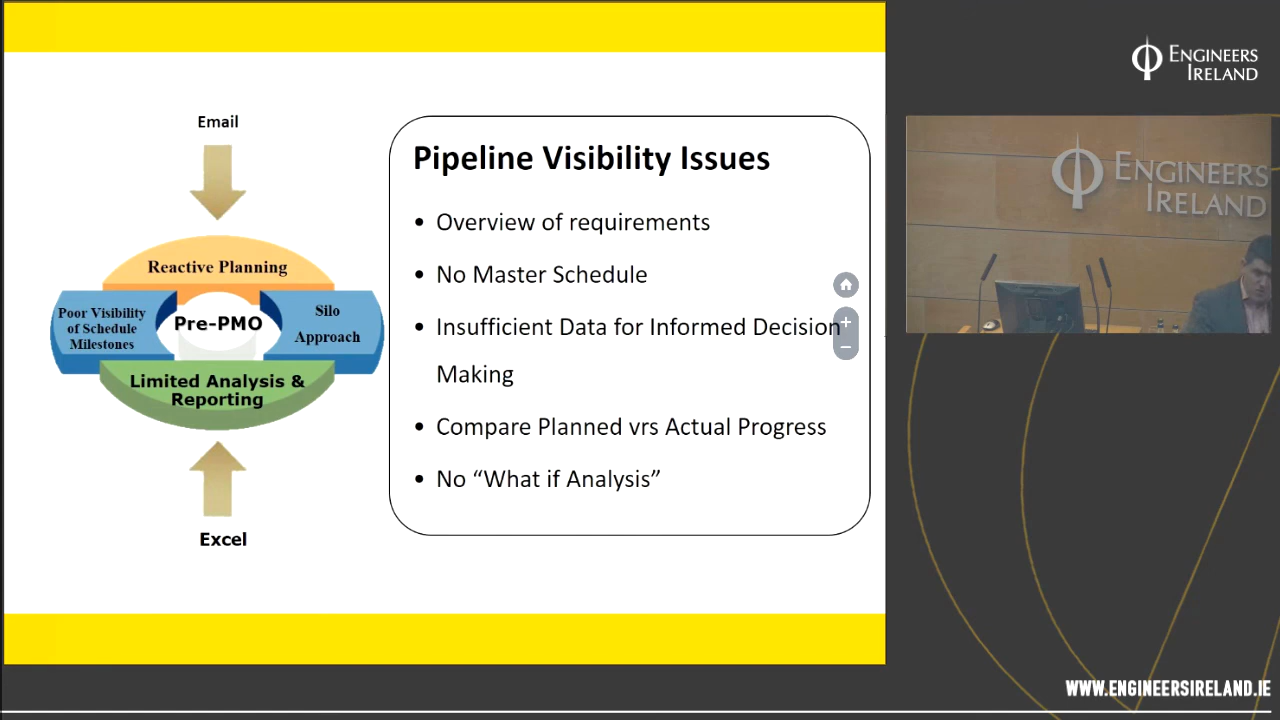 Email
Reactive Planning
Poor Visibility
of Schedule
Milestones
Pre-PMO
Silo
Approach
Limited Analysis &
Reporting
Excel
Pipeline Visibility Issues
• Overview of requirements
• No Master Schedule
• Insufficient Data for Informed Decision
Making
• Compare Planned vrs Actual Progress
• No “What if Analysis”
ENGINEERS
IRELAND
ENGINEERS
IRELAND
WWW.ENGINEERSIRELAND.IE